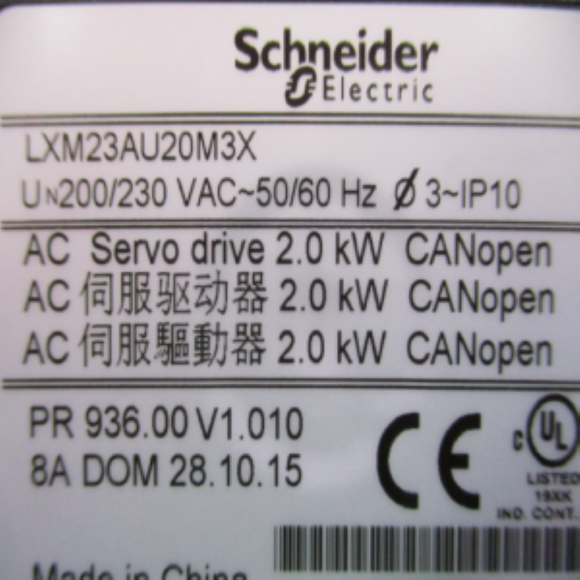 Schneider
Electric
LXM23AU20M3X
UN200/230 VAC~50/60 Hz Ø 3~IP10
AC Servo drive 2.0 kW CANopen
AC 伺服驱动器 2.0 kW CANopen
AC 伺服驅動器 2.0 kW CANopen
PR 936.00 V1.010
8A DOM 28.10.15
CE
c UL
LISTED
19XK
IND. CONT.
Made in China